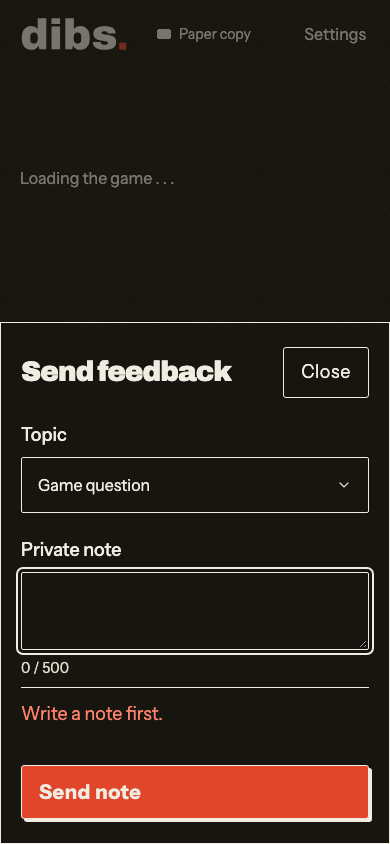 dibs.
Paper copy
Settings
Loading the game . . .
Send feedback
Close
Topic
Game question
Private note
0 / 500
Write a note first.
Send note